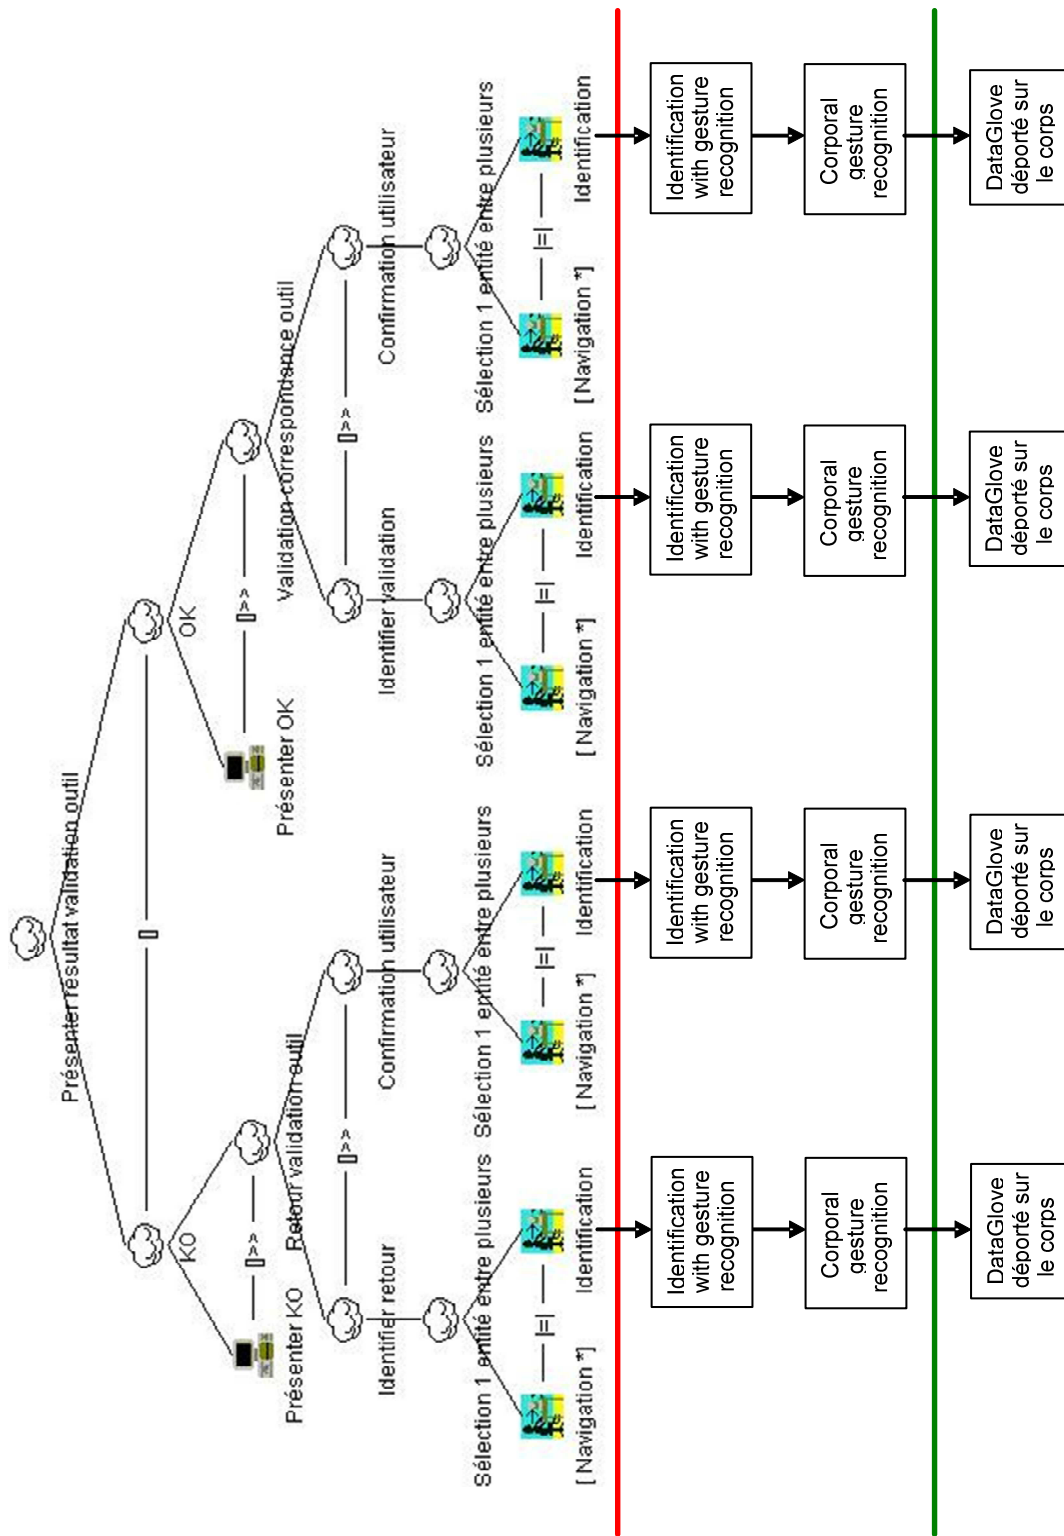 Présenter résultat validation outil
KO
[]
OK
Présenter KO
[]>>
Retour validation outil
Présenter OK
[]>>
Validation correspondance outil
Identifier retour
[]>>
Confirmation utilisateur
Identifier validation
[]>>
Confirmation utilisateur
Sélection 1 entité entre plusieurs
Sélection 1 entité entre plusieurs
Sélection 1 entité entre plusieurs
Sélection 1 entité entre plusieurs
[ Navigation *]
|=|
Identification
[ Navigation *]
|=|
Identification
[ Navigation *]
|=|
Identification
[ Navigation *]
|=|
Identification
Identification
with gesture
recognition
Identification
with gesture
recognition
Identification
with gesture
recognition
Identification
with gesture
recognition
Corporal
gesture
recognition
Corporal
gesture
recognition
Corporal
gesture
recognition
Corporal
gesture
recognition
DataGlove
déporté sur
le corps
DataGlove
déporté sur
le corps
DataGlove
déporté sur
le corps
DataGlove
déporté sur
le corps